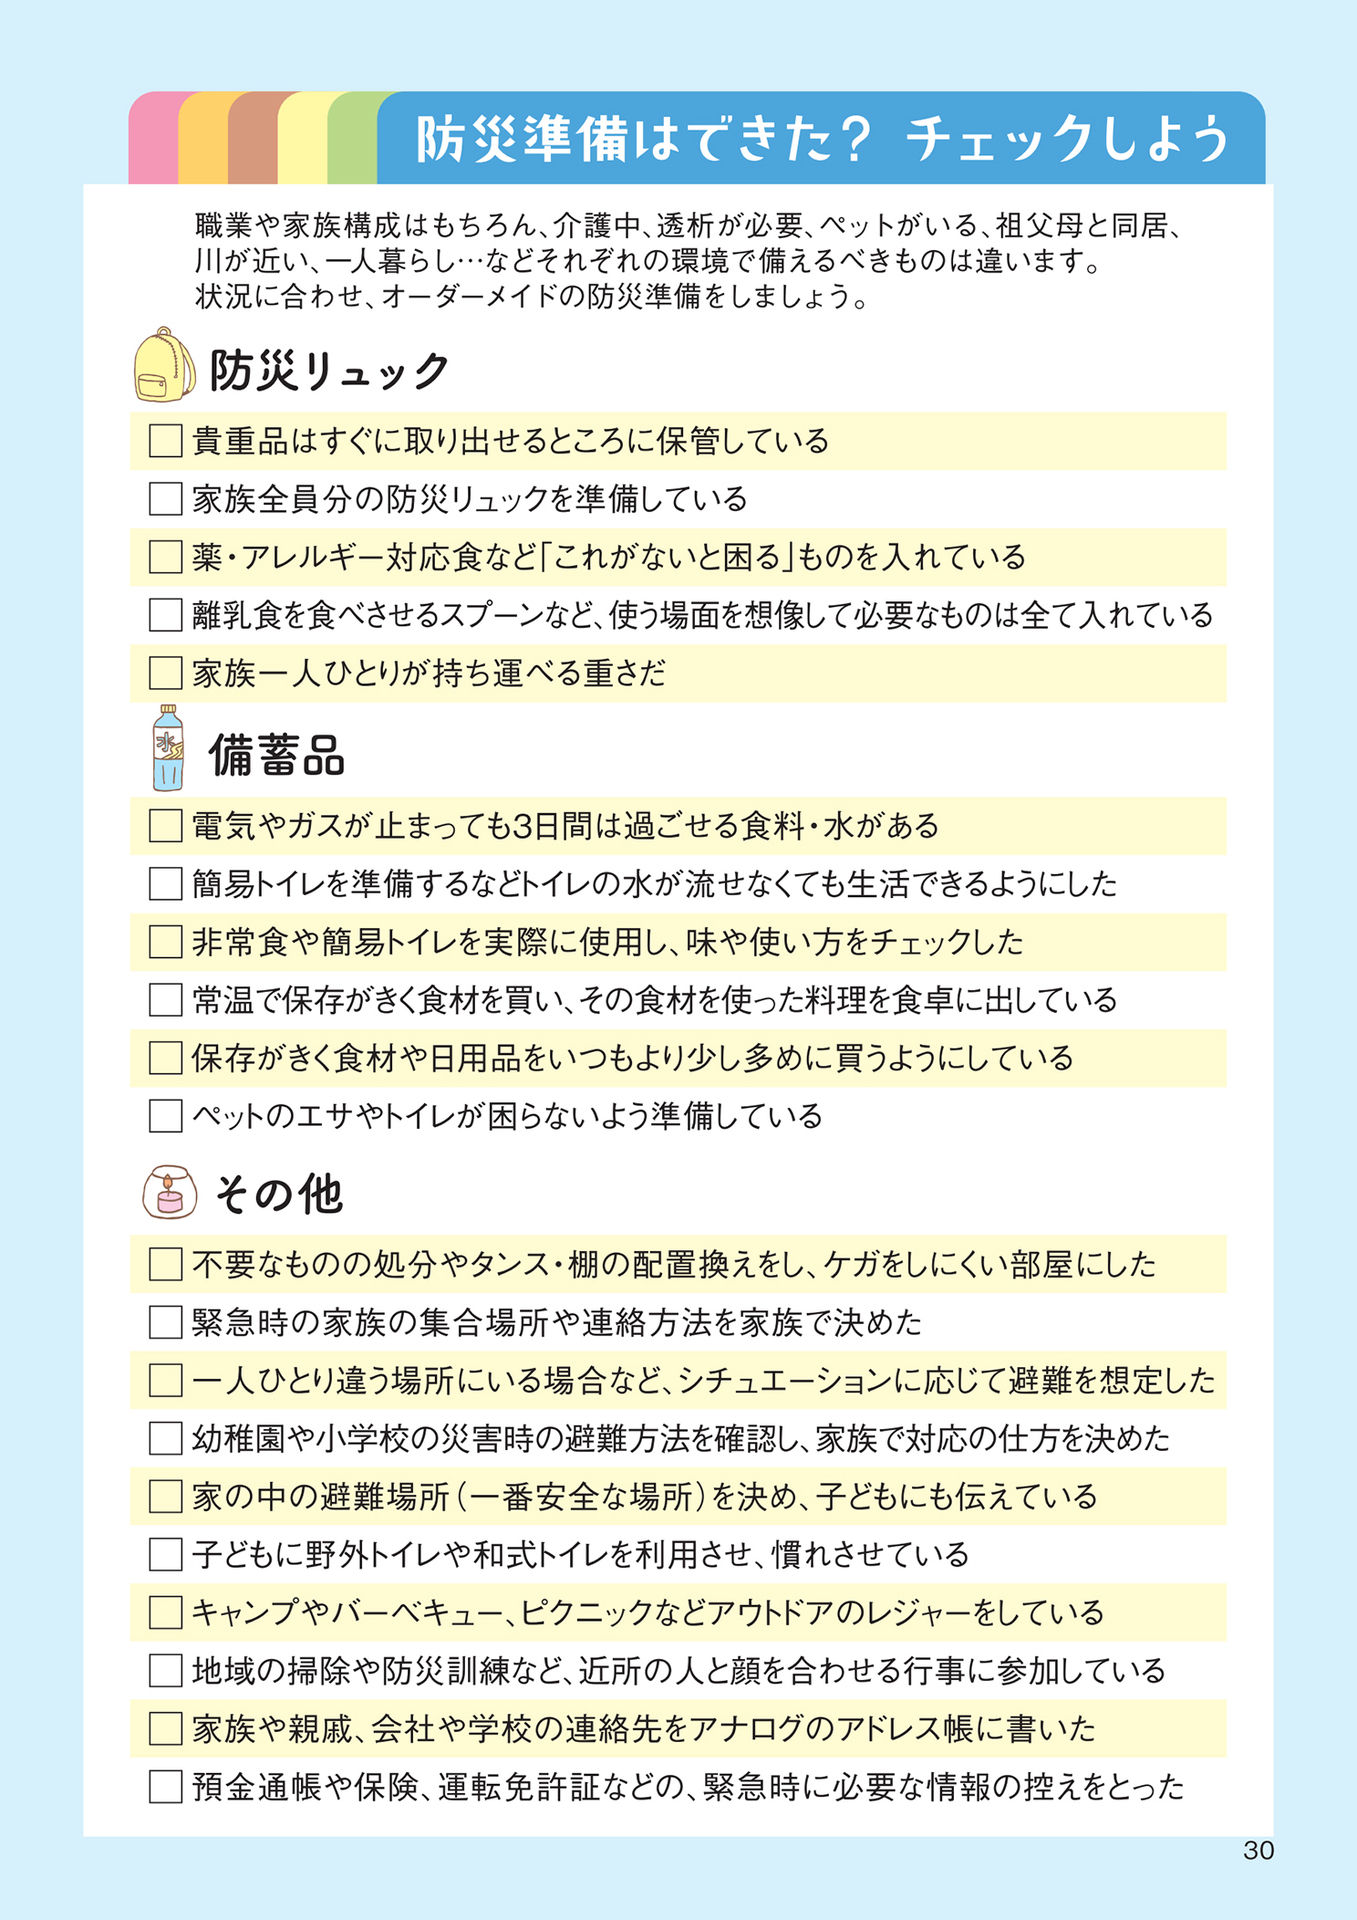 防災準備はできた? チェックしよう
職業や家族構成はもちろん、介護中、透析が必要、ペットがいる、祖父母と同居、
川が近い、一人暮らし…などそれぞれの環境で備えるべきものは違います。
状況に合わせ、オーダーメイドの防災準備をしましょう。
防災リュック
□貴重品はすぐに取り出せるところに保管している
□家族全員分の防災リュックを準備している
□薬・アレルギー対応食など「これがないと困る」ものを入れている
□離乳食を食べさせるスプーンなど、使う場面を想像して必要なものは全て入れている
□家族一人ひとりが持ち運べる重さだ
水
備蓄品
□電気やガスが止まっても3日間は過ごせる食料・水がある
□簡易トイレを準備するなどトイレの水が流せなくても生活できるようにした
□非常食や簡易トイレを実際に使用し、味や使い方をチェックした
□常温で保存がきく食材を買い、その食材を使った料理を食卓に出している
□保存がきく食材や日用品をいつもより少し多めに買うようにしている
□ペットのエサやトイレが困らないよう準備している
その他
□不要なものの処分やタンス・棚の配置換えをし、ケガをしにくい部屋にした
□緊急時の家族の集合場所や連絡方法を家族で決めた
□一人ひとり違う場所にいる場合など、シチュエーションに応じて避難を想定した
□幼稚園や小学校の災害時の避難方法を確認し、家族で対応の仕方を決めた
□家の中の避難場所(一番安全な場所)を決め、子どもにも伝えている
□子どもに野外トイレや和式トイレを利用させ、慣れさせている
□キャンプやバーベキュー、ピクニックなどアウトドアのレジャーをしている
□地域の掃除や防災訓練など、近所の人と顔を合わせる行事に参加している
□家族や親戚、会社や学校の連絡先をアナログのアドレス帳に書いた
□預金通帳や保険、運転免許証などの、緊急時に必要な情報の控えをとった
30